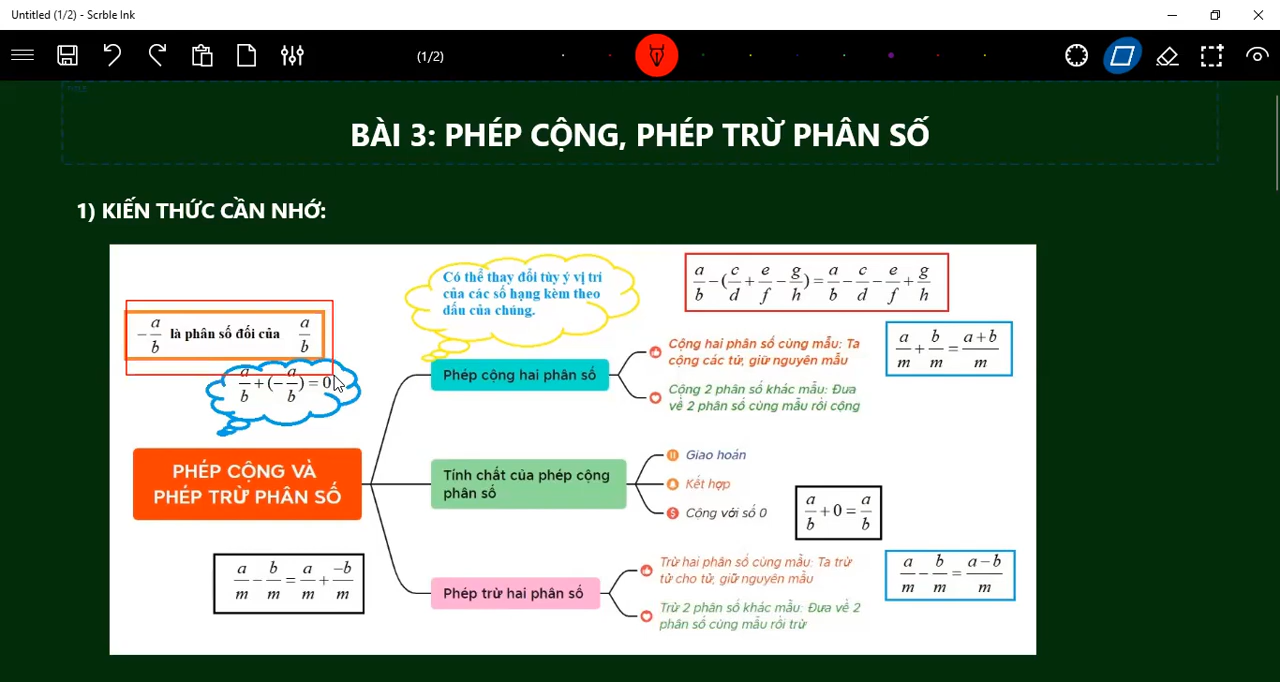 Untitled (1/2) - Scrble Ink
(1/2)
TITLE
BÀI 3: PHÉP CỘNG, PHÉP TRỪ PHÂN SỐ
1) KIẾN THỨC CẦN NHỚ:
-a/b là phân số đối của a/b
a/b + (-a/b) = 0
Có thể thay đổi tùy ý vị trí
của các số hạng kèm theo
dấu của chúng.
a/b - (c/d + e/f - g/h) = a/b - c/d - e/f + g/h
PHÉP CỘNG VÀ
PHÉP TRỪ PHÂN SỐ
Phép cộng hai phân số
Cộng hai phân số cùng mẫu: Ta
cộng các tử, giữ nguyên mẫu
a/m + b/m = (a+b)/m
Cộng 2 phân số khác mẫu: Đưa
về 2 phân số cùng mẫu rồi cộng
Tính chất của phép cộng
phân số
Giao hoán
Kết hợp
Cộng với số 0
a/b + 0 = a/b
a/m - b/m = a/m + -b/m
Phép trừ hai phân số
Trừ hai phân số cùng mẫu: Ta trừ
tử cho tử, giữ nguyên mẫu
a/m - b/m = (a-b)/m
Trừ 2 phân số khác mẫu: Đưa về 2
phân số cùng mẫu rồi trừ